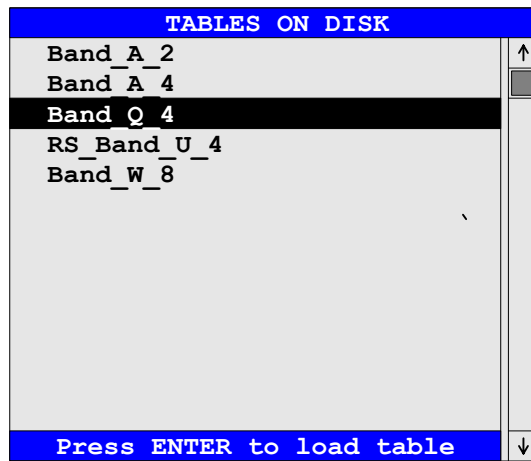 TABLES ON DISK
Band_A_2
Band_A_4
Band_Q_4
RS_Band_U_4
Band_W_8
Press ENTER to load table